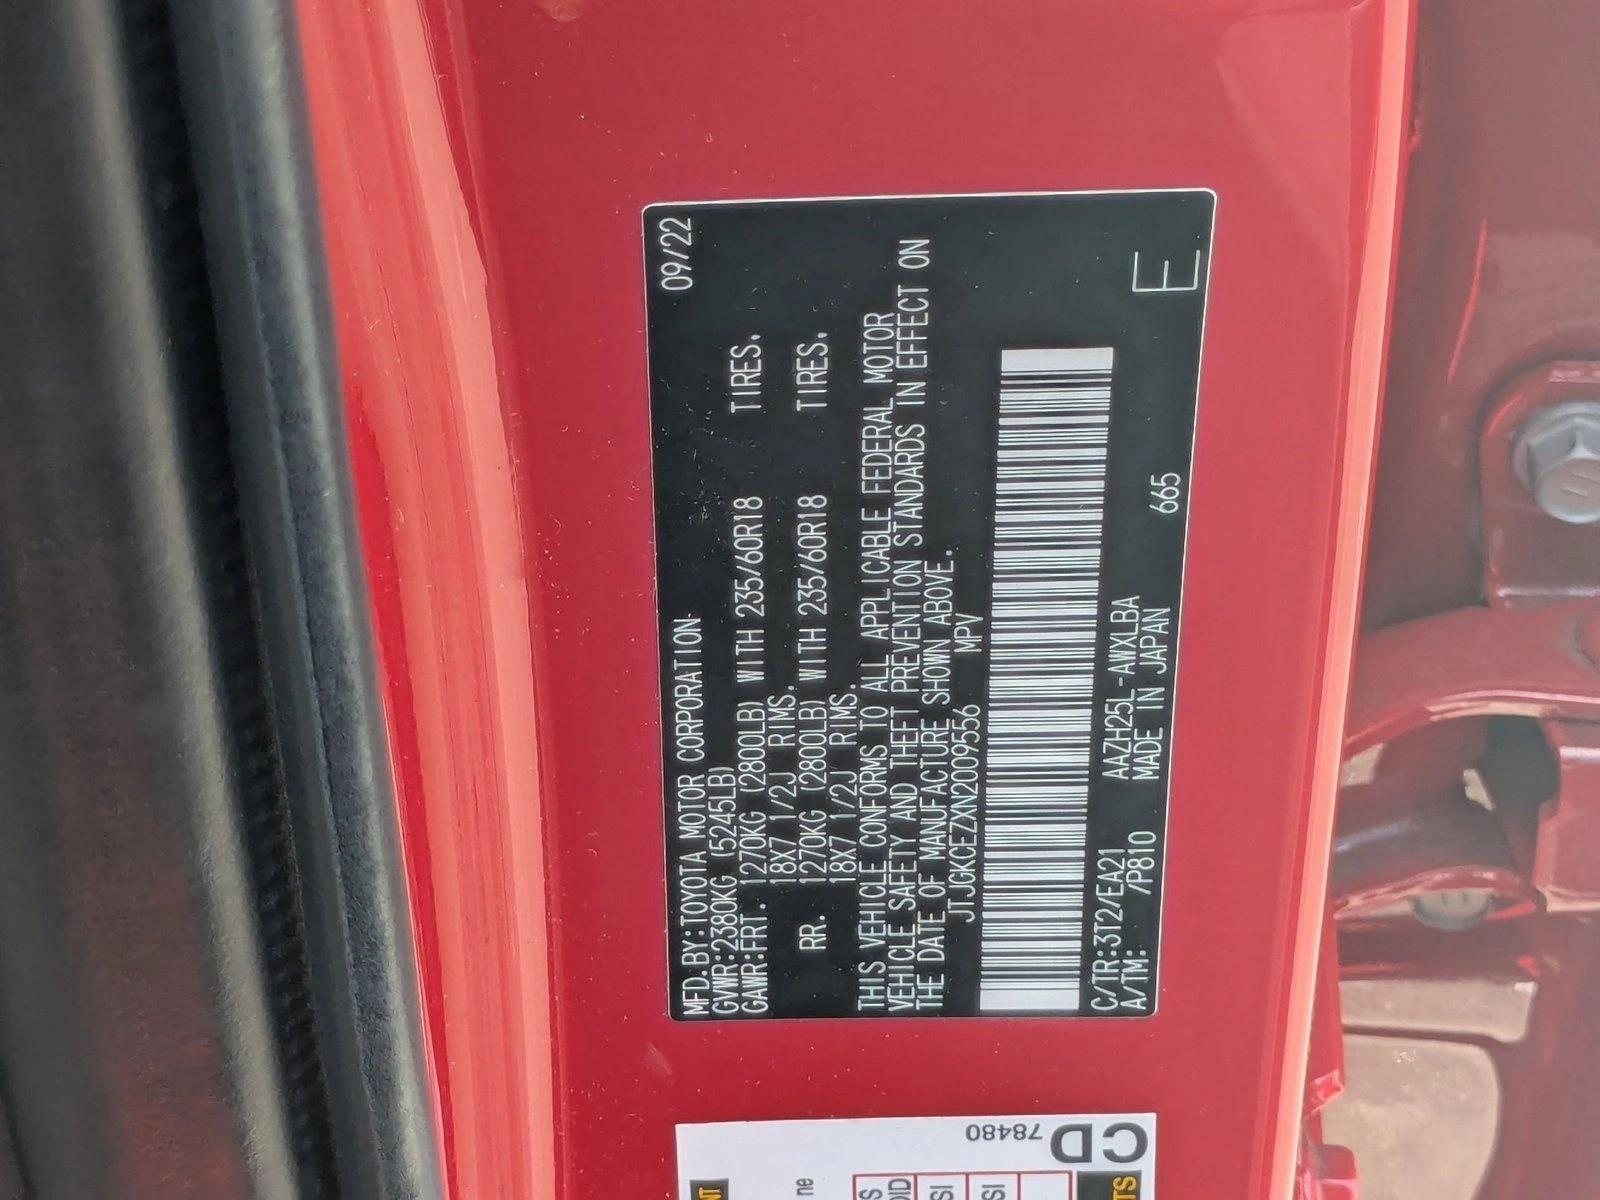 MFD.BY:TOYOTA MOTOR CORPORATION 09/22
GVWR:2380KG (5245LB)
GAWR:FRT. 1270KG (2800LB) WITH 235/60R18 TIRES.
18X7 1/2J RIMS.
RR. 1270KG (2800LB) WITH 235/60R18 TIRES.
18X7 1/2J RIMS.
THIS VEHICLE CONFORMS TO ALL APPLICABLE FEDERAL MOTOR
VEHICLE SAFETY AND THEFT PREVENTION STANDARDS IN EFFECT ON
THE DATE OF MANUFACTURE SHOWN ABOVE.
JTJGKCEZXN2009556 MPV
C/TR:3T2/EA21 AAZH25L-AWXLBA
A/TM: /P810 MADE IN JAPAN 665 E
78480
CD